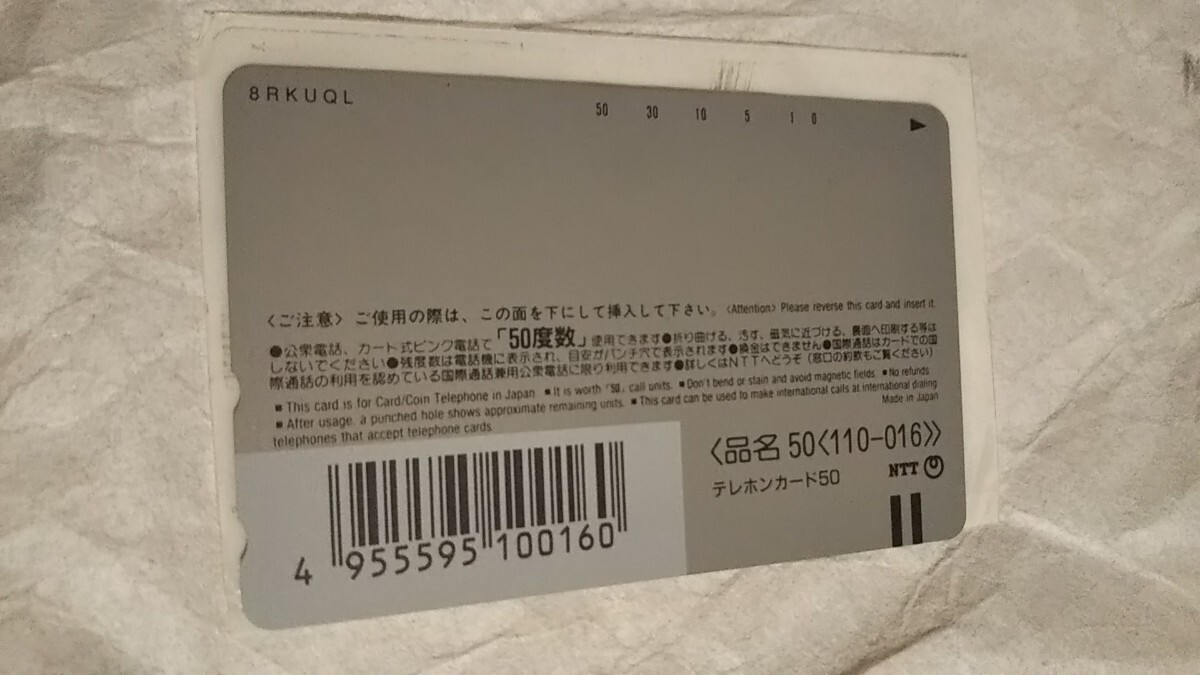 8RKUQL
50 30 10 5 1 0
〈ご注意〉ご使用の際は、この面を下にして挿入して下さい。〈Attention〉Please reverse this card and insert it.
●公衆電話、カード式ピンク電話で「50度数」使用できます●折り曲げる、汚す、磁気に近づける、裏面へ印刷する等は
しないでください●残度数は電話機に表示され、目安がパンチ穴で表示されます●換金はできません●国際通話はカードでの国
際通話の利用を認めている国際通話兼用公衆電話に限り利用できます●詳しくはNTTへどうぞ(窓口の約款もご覧ください)
■This card is for Card/Coin Telephone in Japan ■It is worth「50」call units. ■Don't bend or stain and avoid magnetic fields. ■No refunds
■After usage. a punched hole shows approximate remaining units. ■This card can be used to make international calls at international dialing
telephones that accept telephone cards.
Made in Japan
〈品名 50〈110-016〉〉
テレホンカード50
NTT
4 955595 100160